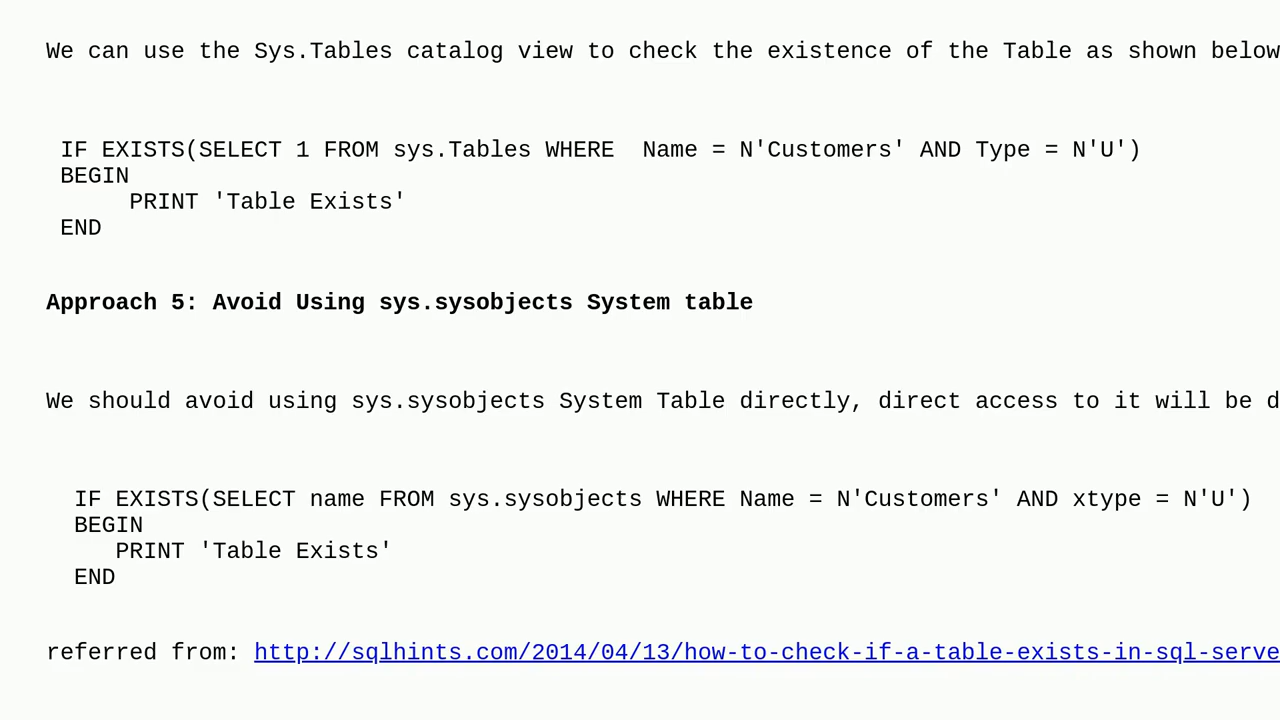 We can use the Sys.Tables catalog view to check the existence of the Table as shown below
IF EXISTS(SELECT 1 FROM sys.Tables WHERE  Name = N'Customers' AND Type = N'U')
BEGIN
PRINT 'Table Exists'
END
Approach 5: Avoid Using sys.sysobjects System table
We should avoid using sys.sysobjects System Table directly, direct access to it will be d
IF EXISTS(SELECT name FROM sys.sysobjects WHERE Name = N'Customers' AND xtype = N'U')
BEGIN
PRINT 'Table Exists'
END
referred from: http://sqlhints.com/2014/04/13/how-to-check-if-a-table-exists-in-sql-serve